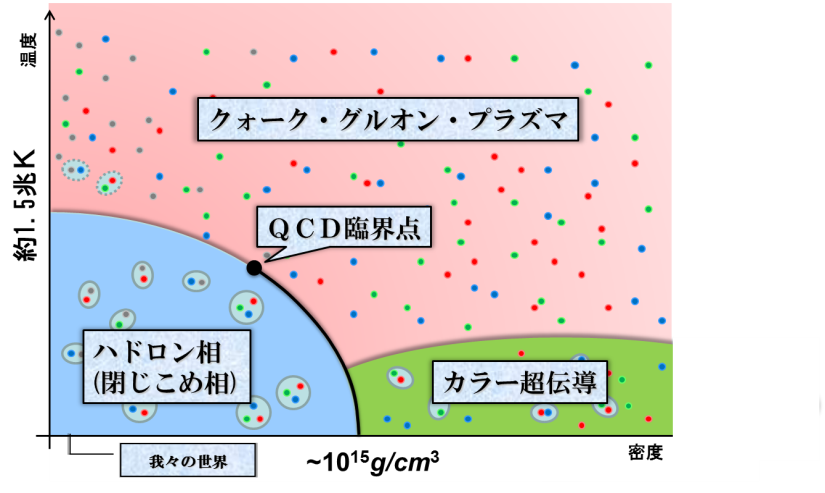 温度
クォーク・グルオン・プラズマ
約1.5兆K
QCD臨界点
ハドロン相
(閉じこめ相)
カラー超伝導
我々の世界
~10¹⁵g/cm³
密度